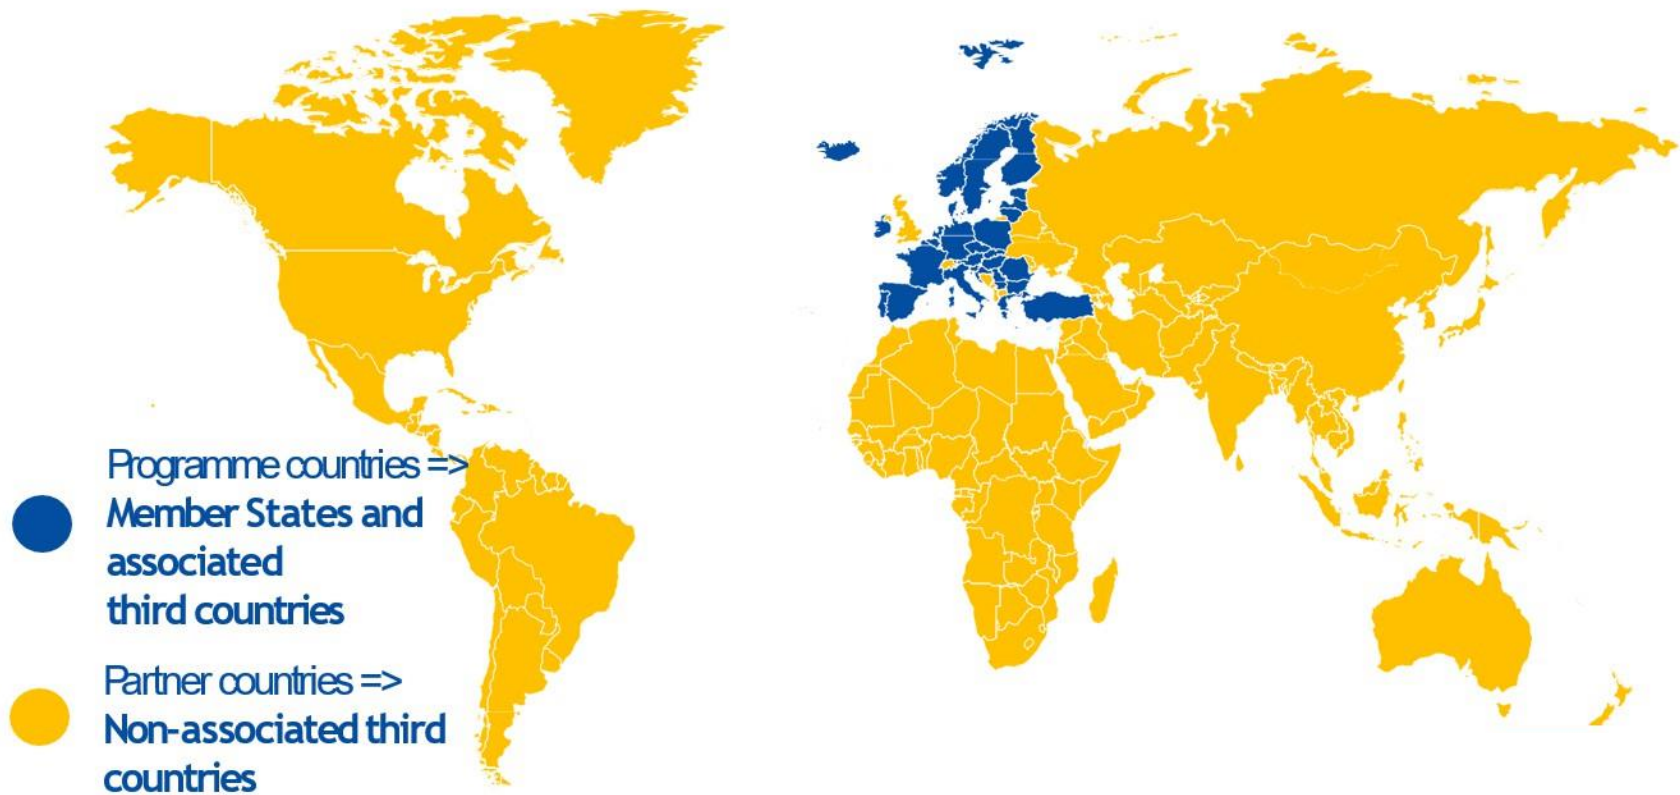 Programme countries =>
Member States and
associated
third countries
Partner countries =>
Non-associated third
countries